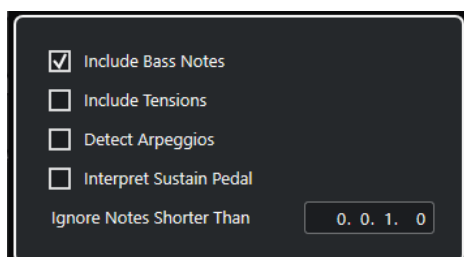 Include Bass Notes
Include Tensions
Detect Arpeggios
Interpret Sustain Pedal
Ignore Notes Shorter Than 0. 0. 1. 0